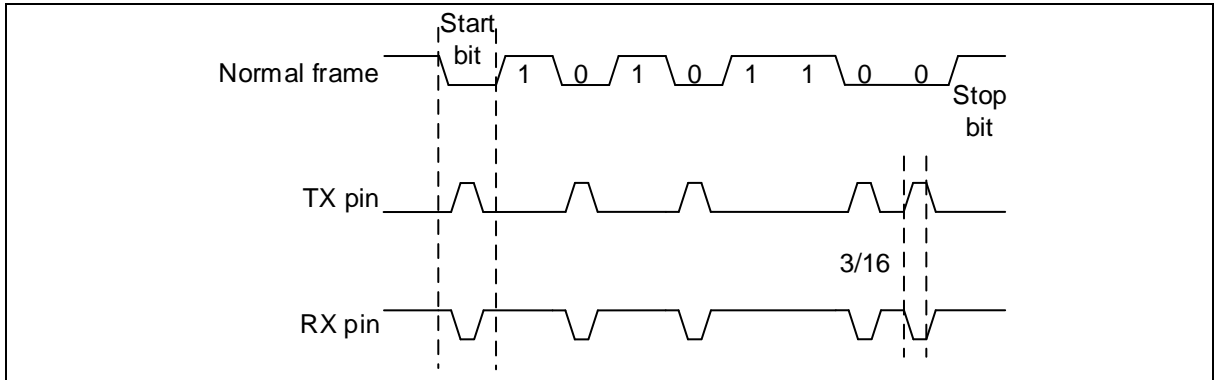 Start
bit
Normal frame
1 0 1 0 1 1 0 0
Stop
bit
TX pin
3/16
RX pin